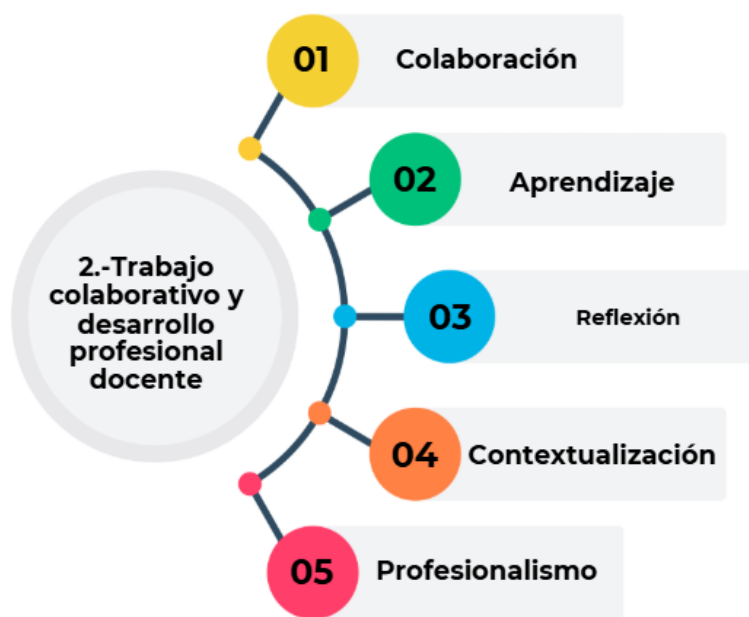 01
Colaboración
02
Aprendizaje
2.-Trabajo
colaborativo y
desarrollo
profesional
docente
03
Reflexión
04
Contextualización
05
Profesionalismo